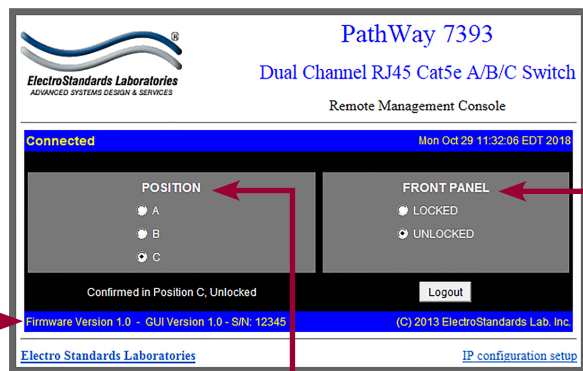 ®
ElectroStandards Laboratories
ADVANCED SYSTEMS DESIGN & SERVICES
PathWay 7393
Dual Channel RJ45 Cat5e A/B/C Switch
Remote Management Console
Connected
Mon Oct 29 11:32:06 EDT 2018
POSITION
A
B
C
FRONT PANEL
LOCKED
UNLOCKED
Confirmed in Position C, Unlocked
Logout
Firmware Version 1.0 - GUI Version 1.0 - S/N: 12345
(C) 2013 ElectroStandards Lab. Inc.
Electro Standards Laboratories
IP configuration setup